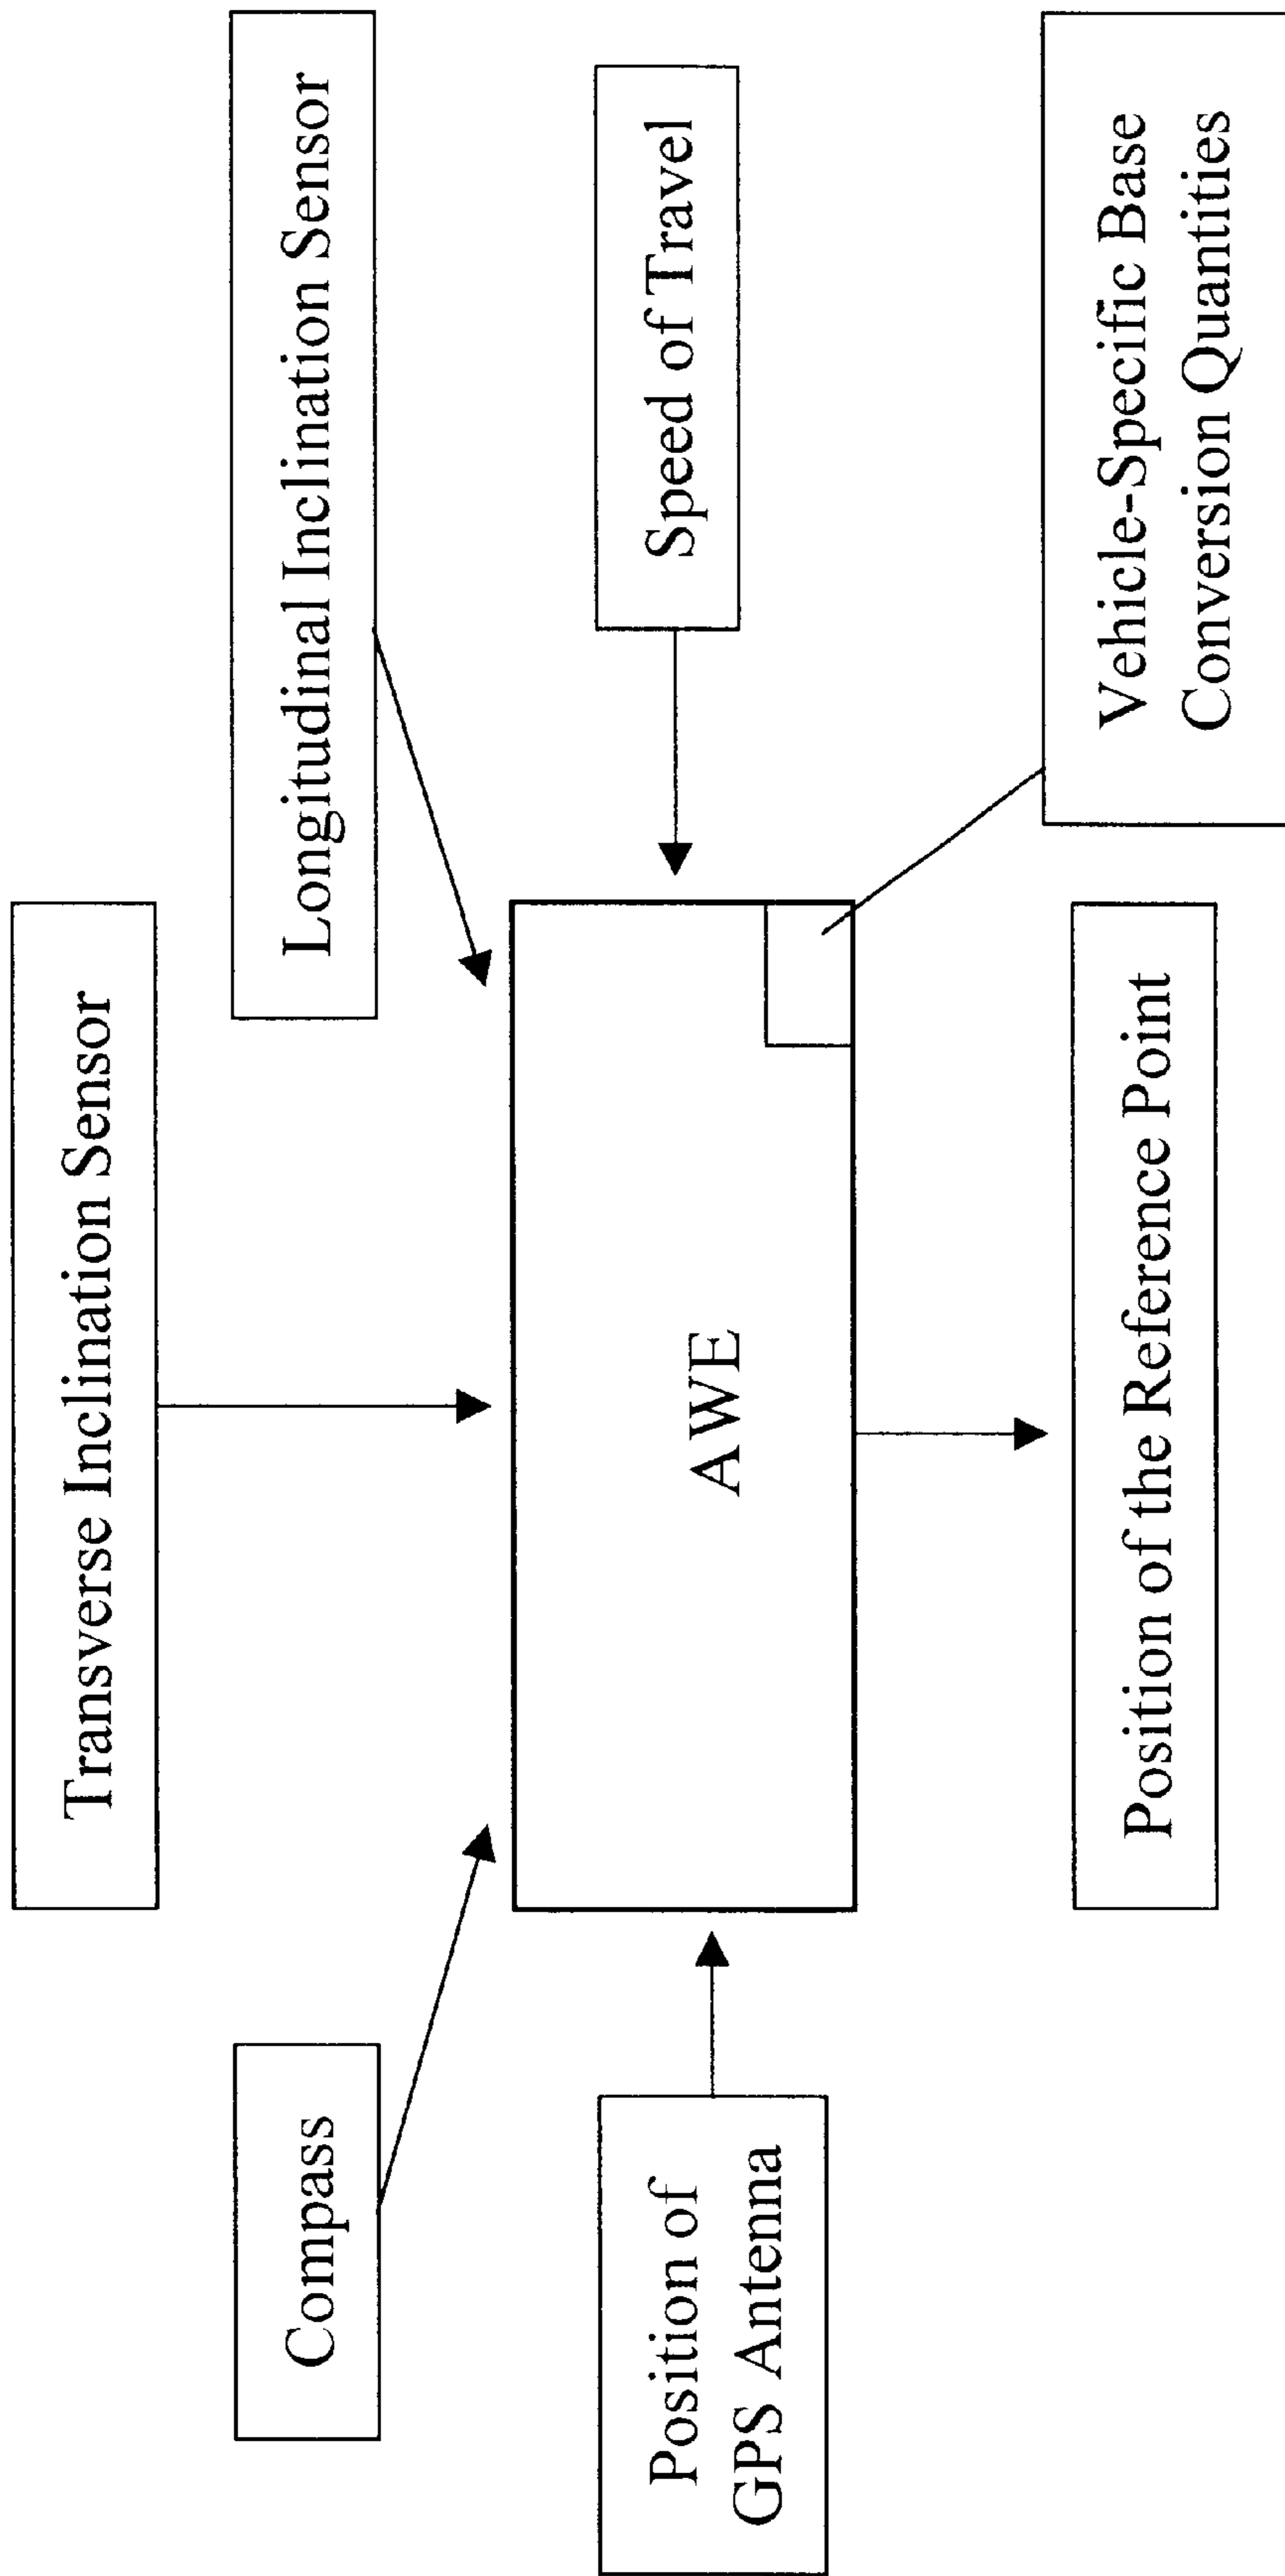 Transverse Inclination Sensor
Compass
Longitudinal Inclination Sensor
Position of
GPS Antenna
AWE
Speed of Travel
Position of the Reference Point
Vehicle-Specific Base
Conversion Quantities